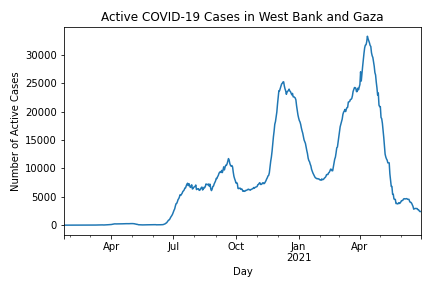 Active COVID-19 Cases in West Bank and Gaza
Number of Active Cases
30000
25000
20000
15000
10000
5000
0
Apr Jul Oct Jan Apr
2021
Day